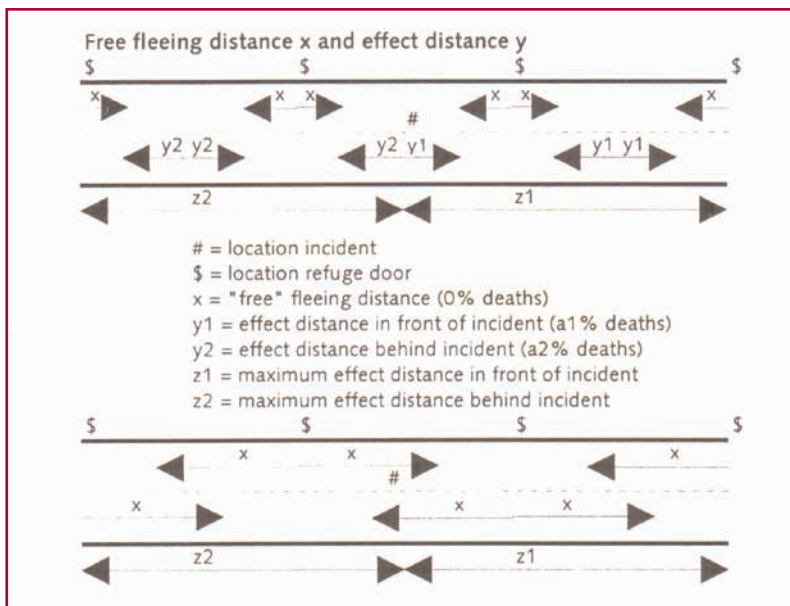 Free fleeing distance x and effect distance y
$ $ $ $
x x x x x x
#
y2 y2 y2 y1 y1 y1
z2 z1
# = location incident
$ = location refuge door
x = "free" fleeing distance (0% deaths)
y1 = effect distance in front of incident (a1% deaths)
y2 = effect distance behind incident (a2% deaths)
z1 = maximum effect distance in front of incident
z2 = maximum effect distance behind incident
$ $ $ $
x x x
#
x x x
z2 z1